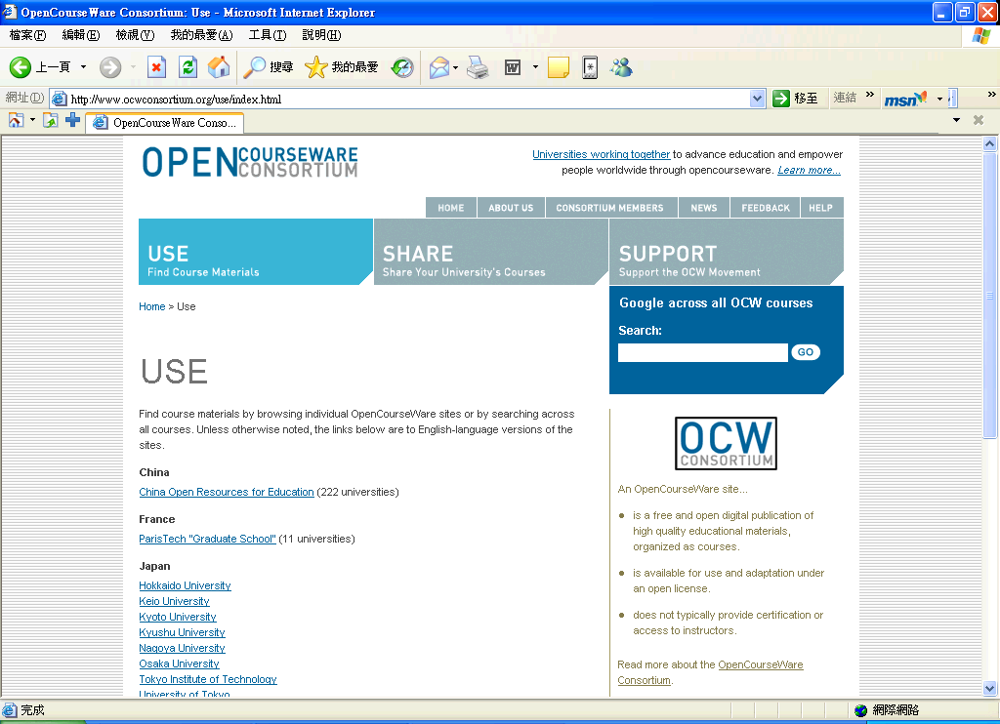 OpenCourseWare Consortium: Use - Microsoft Internet Explorer
檔案(F) 編輯(E) 檢視(V) 我的最愛(A) 工具(T) 說明(H)
上一頁 搜尋 我的最愛
網址(D) http://www.ocwconsortium.org/use/index.html 移至 連結 » msn »
OpenCourseWare Conso...
OPENCOURSEWARE CONSORTIUM
Universities working together to advance education and empower
people worldwide through opencourseware. Learn more...
HOME ABOUT US CONSORTIUM MEMBERS NEWS FEEDBACK HELP
USE
Find Course Materials
SHARE
Share Your University's Courses
SUPPORT
Support the OCW Movement
Home > Use
Google across all OCW courses
Search:
GO
USE
Find course materials by browsing individual OpenCourseWare sites or by searching across
all courses. Unless otherwise noted, the links below are to English-language versions of the
sites.
China
China Open Resources for Education (222 universities)
France
ParisTech "Graduate School" (11 universities)
Japan
Hokkaido University
Keio University
Kyoto University
Kyushu University
Nagoya University
Osaka University
Tokyo Institute of Technology
University of Tokyo
OCW
CONSORTIUM
An OpenCourseWare site...
• is a free and open digital publication of
high quality educational materials,
organized as courses.
• is available for use and adaptation under
an open license.
• does not typically provide certification or
access to instructors.
Read more about the OpenCourseWare
Consortium.
完成 網際網路